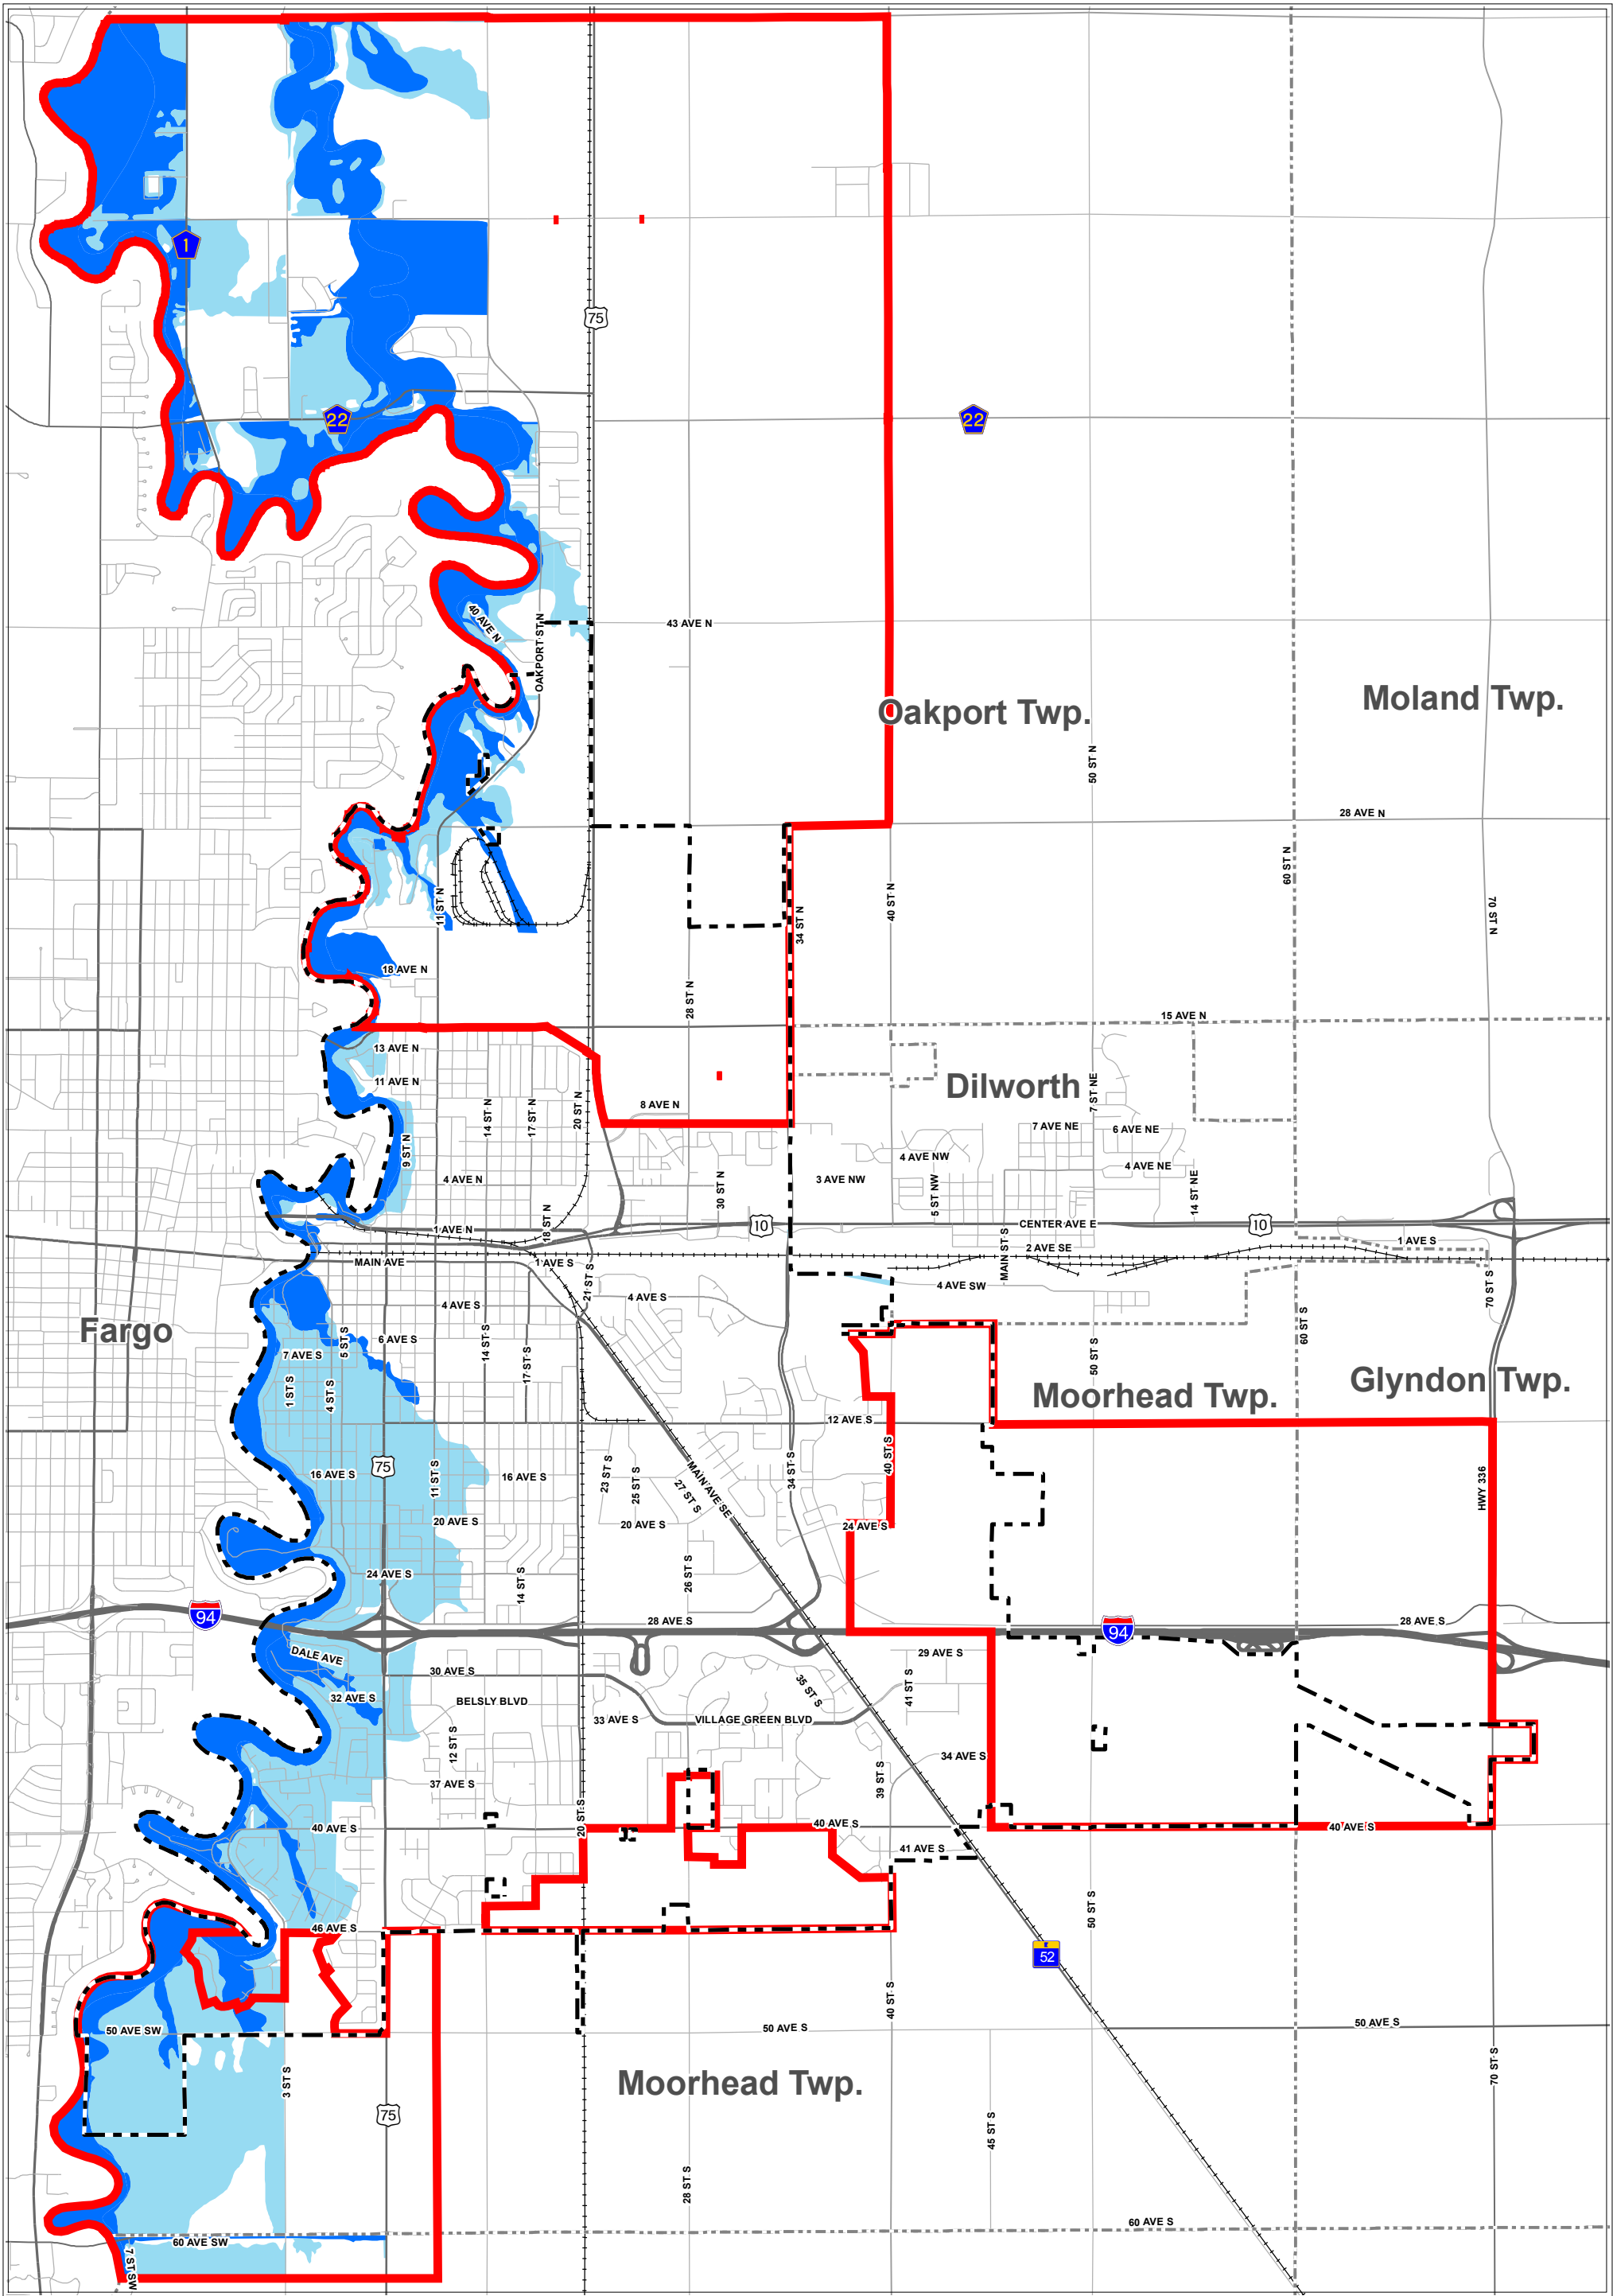 1
75
22
22
40 AVE N
OAKPORT ST N
43 AVE N
Oakport Twp.
Moland Twp.
50 ST N
28 AVE N
60 ST N
11 ST N
40 ST N
34 ST N
70 ST N
18 AVE N
28 ST N
15 AVE N
13 AVE N
11 AVE N
Dilworth
7 ST NE
14 ST N
17 ST N
20 ST N
8 AVE N
9 ST N
7 AVE NE
6 AVE NE
4 AVE NW
4 AVE NE
4 AVE N
30 ST N
3 AVE NW
5 ST NW
14 ST NE
18 ST N
1 AVE N
10
CENTER AVE E
10
MAIN AVE
1 AVE S
21 ST S
MAIN ST S
2 AVE SE
1 AVE S
4 AVE SW
4 AVE S
4 AVE S
70 ST S
60 ST S
Fargo
5 ST S
6 AVE S
7 AVE S
14 ST S
17 ST S
50 ST S
1 ST S
4 ST S
Moorhead Twp.
Glyndon Twp.
12 AVE S
75
16 AVE S
11 ST S
16 AVE S
23 ST S
25 ST S
27 ST S
MAIN AVE SE
34 ST S
40 ST S
HWY 336
20 AVE S
20 AVE S
24 AVE S
24 AVE S
14 ST S
26 ST S
94
28 AVE S
94
28 AVE S
DALE AVE
29 AVE S
30 AVE S
32 AVE S
BELSLY BLVD
35 ST S
41 ST S
33 AVE S
VILLAGE GREEN BLVD
12 ST S
34 AVE S
37 AVE S
39 ST S
20 ST S
40 AVE S
40 AVE S
40 AVE S
41 AVE S
50 ST S
46 AVE S
52
40 ST S
50 AVE SW
50 AVE S
50 AVE S
3 ST S
Moorhead Twp.
70 ST S
75
45 ST S
28 ST S
60 AVE S
60 AVE SW
7 ST SW